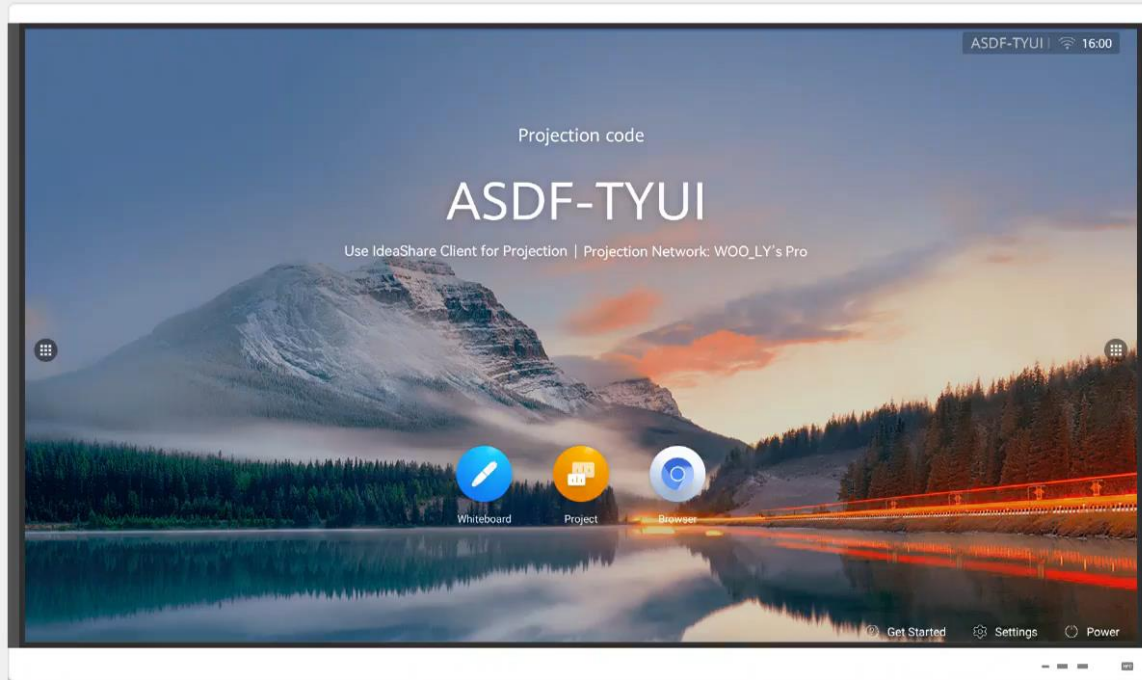 ASDF-TYUI | 16:00
Projection code
ASDF-TYUI
Use IdeaShare Client for Projection | Projection Network: WOO_LY's Pro
Whiteboard Project Browser
Get Started Settings Power